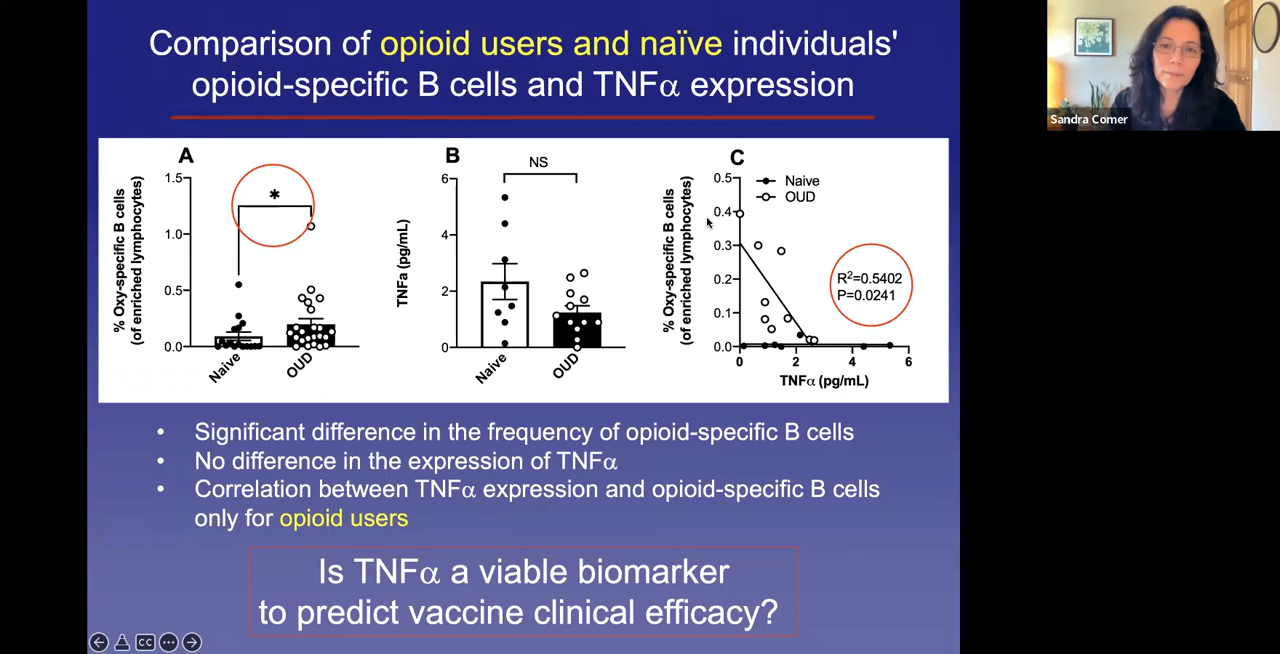 Comparison of opioid users and naïve individuals'
opioid-specific B cells and TNFα expression
Sandra Comer
A
% Oxy-specific B cells
(of enriched lymphocytes)
1.5
1.0
0.5
0.0
*
Naive
OUD
B
TNFa (pg/mL)
6
4
2
0
NS
Naive
OUD
C
% Oxy-specific B cells
(of enriched lymphocytes)
0.5
0.4
0.3
0.2
0.1
0.0
0
2
4
6
TNFα (pg/mL)
Naive
OUD
R²=0.5402
P=0.0241
• Significant difference in the frequency of opioid-specific B cells
• No difference in the expression of TNFα
• Correlation between TNFα expression and opioid-specific B cells
only for opioid users
Is TNFα a viable biomarker
to predict vaccine clinical efficacy?
CC